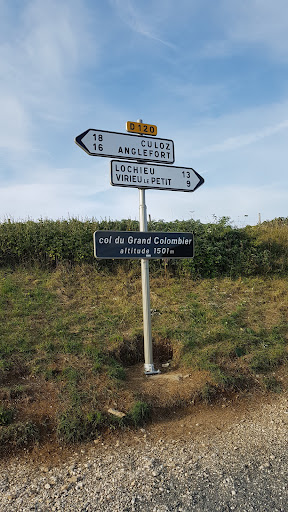 D 120
18 CULOZ
16 ANGLEFORT
LOCHIEU 13
VIRIEU LE PETIT 9
col du Grand Colombier
altitude 1501m